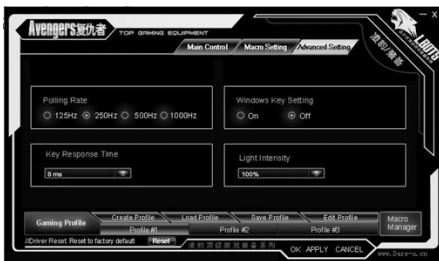 Avengers复仇者 TOP GAMING EQUIPMENT
Main Control Macro Setting Advanced Setting
Polling Rate
125Hz 250Hz 500Hz 1000Hz
Windows Key Setting
On Off
Key Response Time
8 ms
Light Intensity
100%
Gaming Profile
Create Profile Load Profile Save Profile Edit Profile
Profile #1 Profile #2 Profile #3
Macro
Manager
//Driver Reset: Reset to factory default Reset
OK APPLY CANCEL
www.Dare-u.cn